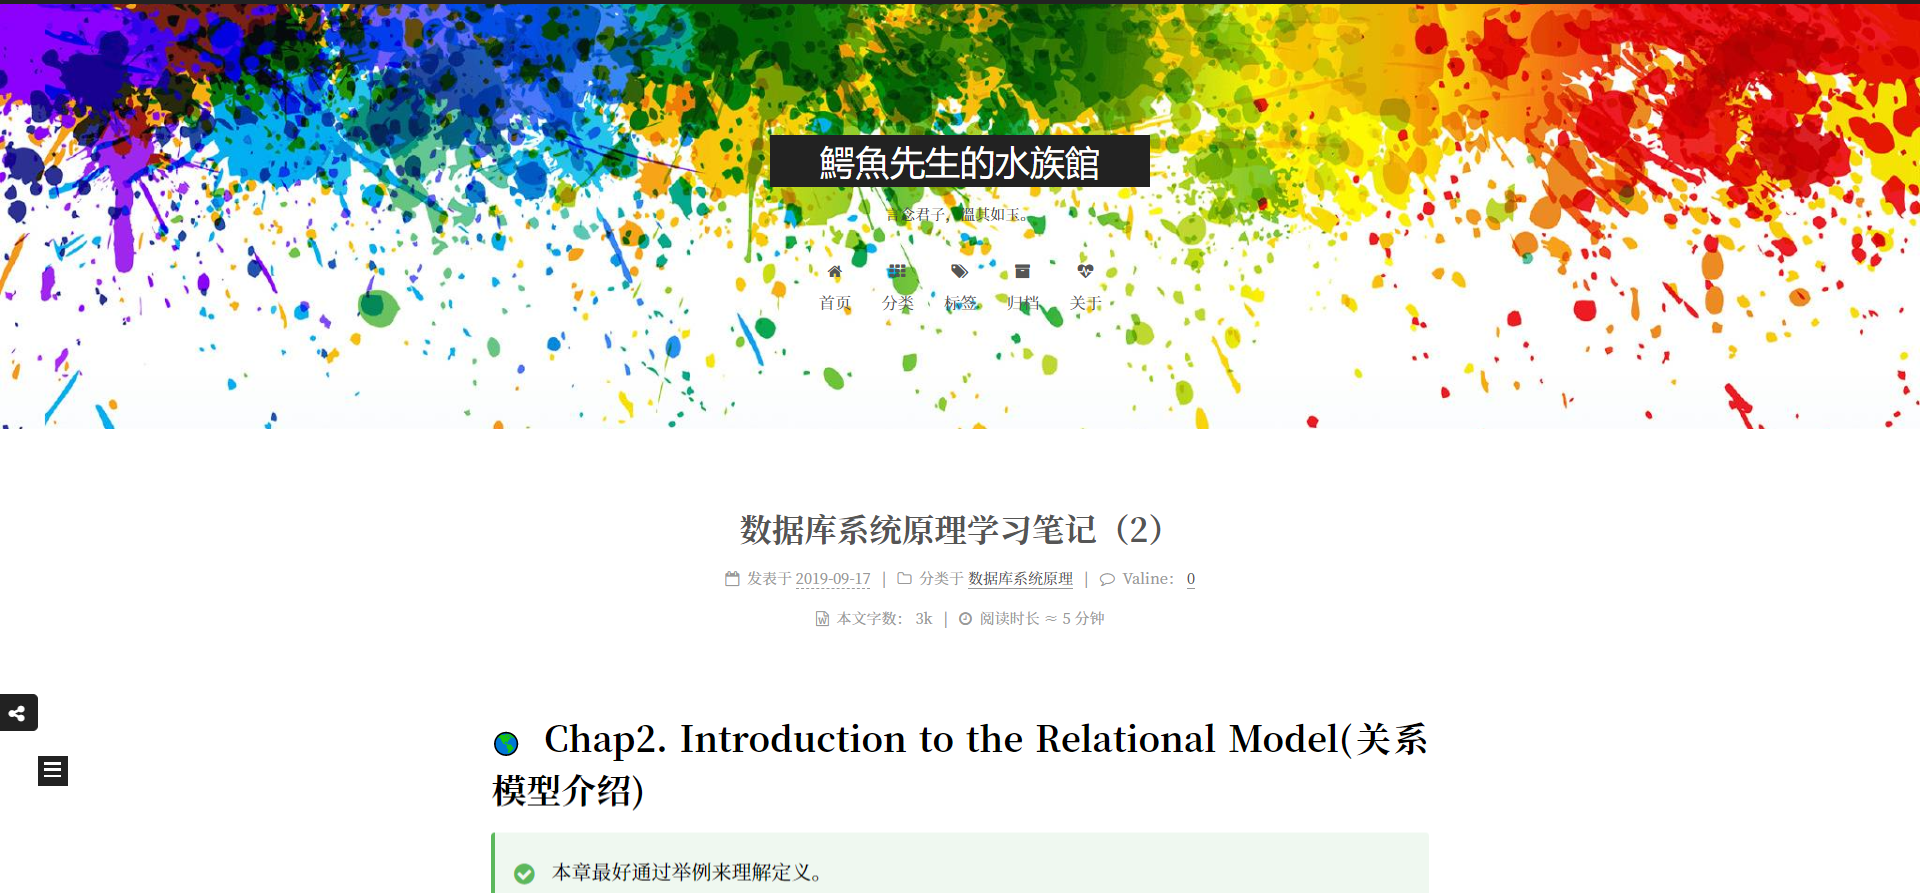 鰐魚先生的水族館
言念君子，溫其如玉。
首页 分类 标签 归档 关于
数据库系统原理学习笔记（2）
发表于 2019-09-17 | 分类于 数据库系统原理 | Valine： 0
本文字数： 3k | 阅读时长 ≈ 5 分钟
Chap2. Introduction to the Relational Model(关系
模型介绍)
本章最好通过举例来理解定义。